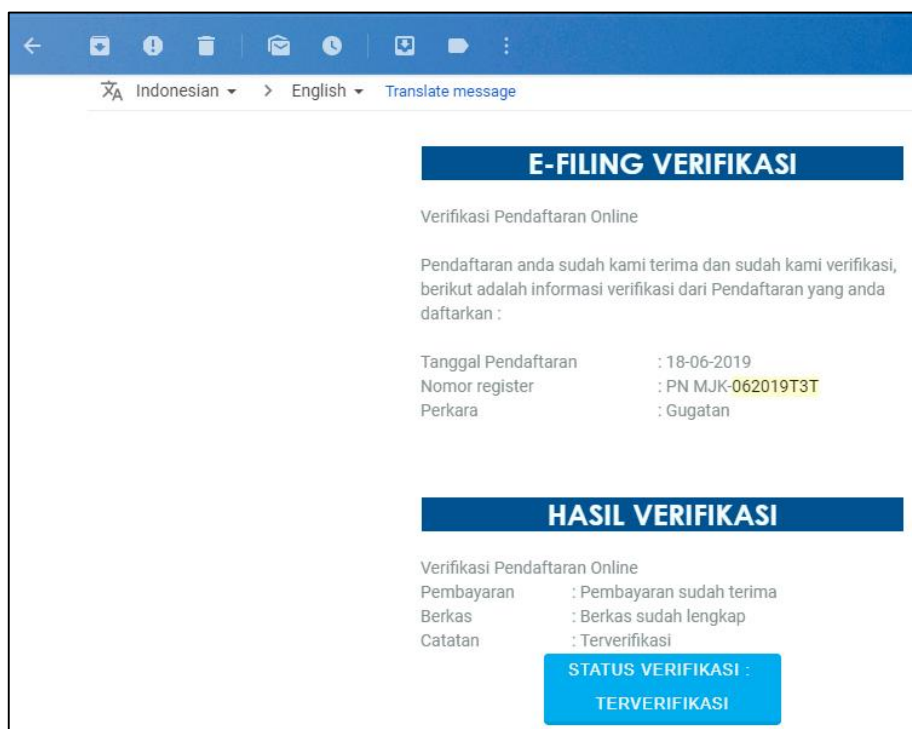 Indonesian > English Translate message
E-FILING VERIFIKASI
Verifikasi Pendaftaran Online
Pendaftaran anda sudah kami terima dan sudah kami verifikasi,
berikut adalah informasi verifikasi dari Pendaftaran yang anda
daftarkan :
Tanggal Pendaftaran : 18-06-2019
Nomor register : PN MJK-062019T3T
Perkara : Gugatan
HASIL VERIFIKASI
Verifikasi Pendaftaran Online
Pembayaran : Pembayaran sudah terima
Berkas : Berkas sudah lengkap
Catatan : Terverifikasi
STATUS VERIFIKASI :
TERVERIFIKASI